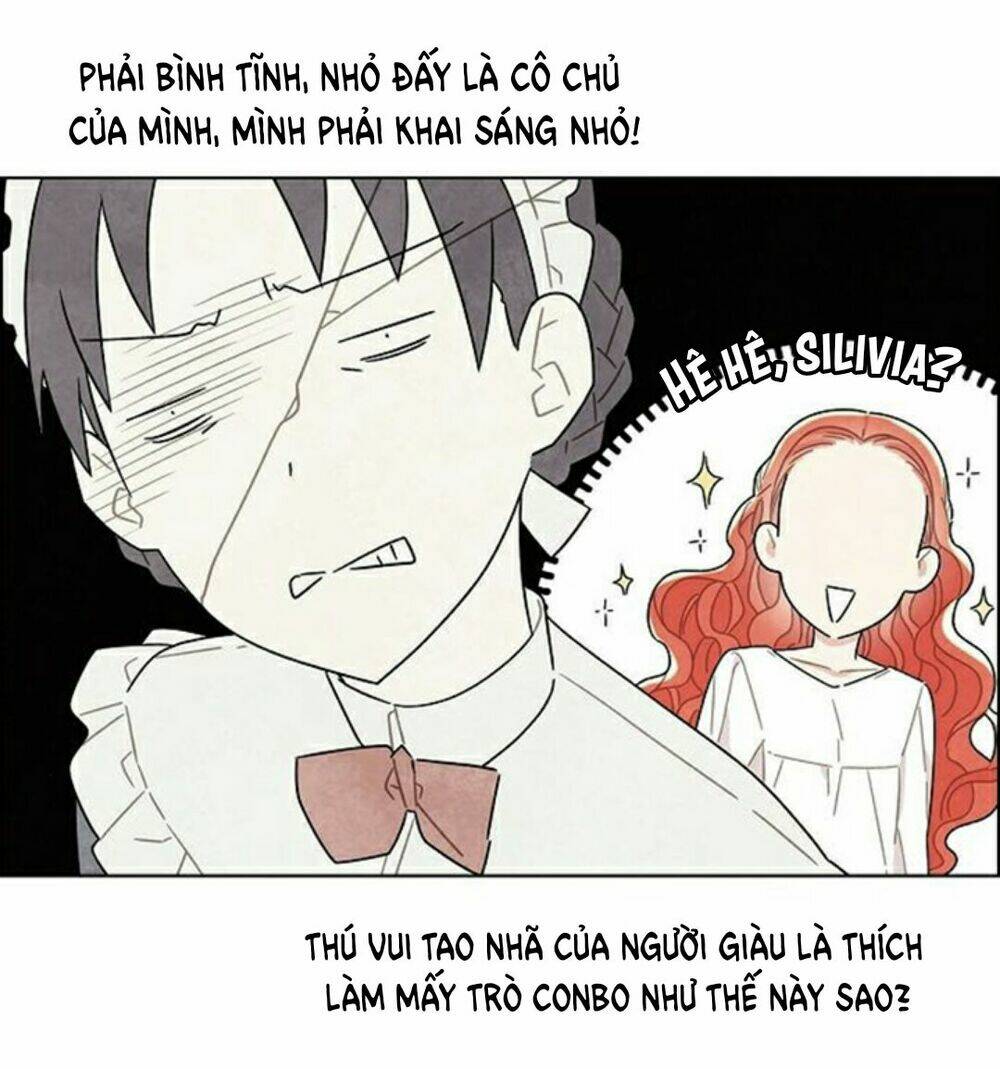 PHẢI BÌNH TĨNH, NHỎ ĐẤY LÀ CÔ CHỦ
CỦA MÌNH, MÌNH PHẢI KHAI SÁNG NHỎ!
HÊ HÊ, SILIVIA?
THÚ VUI TAO NHÃ CỦA NGƯỜI GIÀU LÀ THÍCH
LÀM MẤY TRÒ CONBO NHƯ THẾ NÀY SAO?